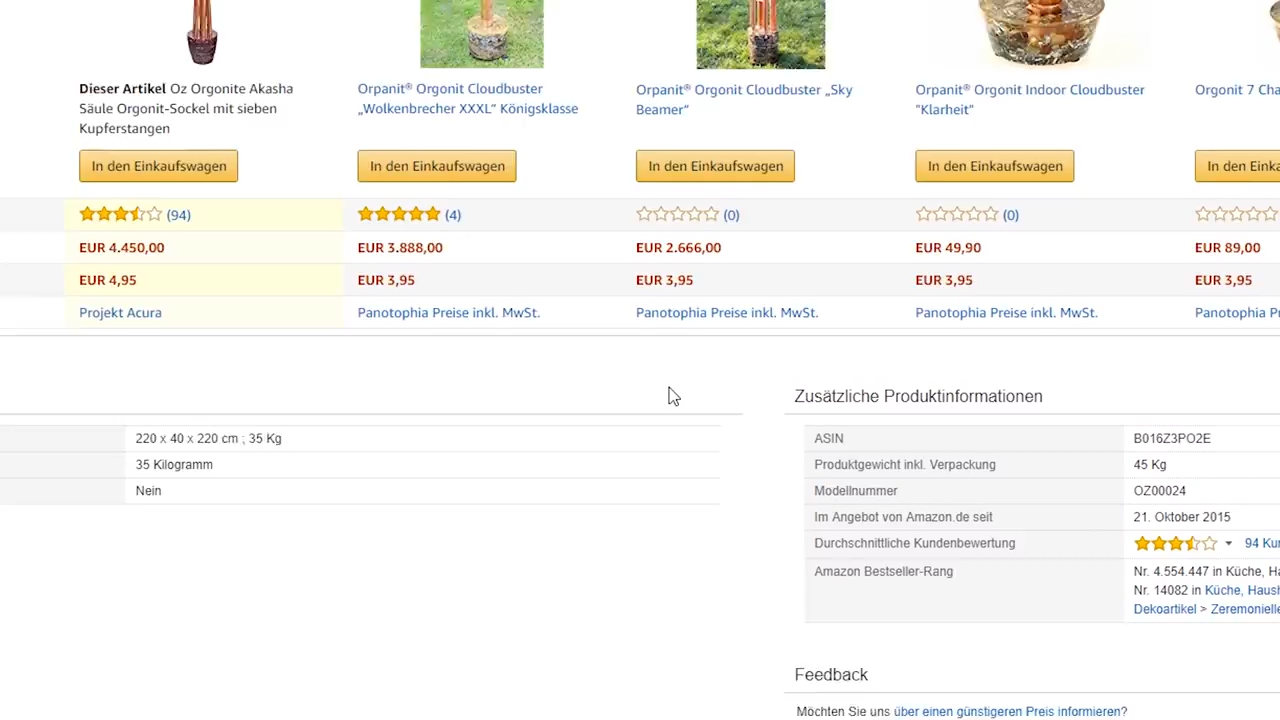 Dieser Artikel Oz Orgonite Akasha
Säule Orgonit-Sockel mit sieben
Kupferstangen
Orpanit® Orgonit Cloudbuster
„Wolkenbrecher XXXL“ Königsklasse
Orpanit® Orgonit Cloudbuster „Sky
Beamer“
Orpanit® Orgonit Indoor Cloudbuster
"Klarheit"
Orgonit 7 Cha
In den Einkaufswagen
In den Einkaufswagen
In den Einkaufswagen
In den Einkaufswagen
In den Einka
(94)
(4)
(0)
(0)
EUR 4.450,00
EUR 3.888,00
EUR 2.666,00
EUR 49,90
EUR 89,00
EUR 4,95
EUR 3,95
EUR 3,95
EUR 3,95
EUR 3,95
Projekt Acura
Panotophia Preise inkl. MwSt.
Panotophia Preise inkl. MwSt.
Panotophia Preise inkl. MwSt.
Panotophia P
220 x 40 x 220 cm ; 35 Kg
35 Kilogramm
Nein
Zusätzliche Produktinformationen
ASIN B016Z3PO2E
Produktgewicht inkl. Verpackung 45 Kg
Modellnummer OZ00024
Im Angebot von Amazon.de seit 21. Oktober 2015
Durchschnittliche Kundenbewertung 94 Ku
Amazon Bestseller-Rang Nr. 4.554.447 in Küche, Ha
Nr. 14082 in Küche, Haush
Dekoartikel > Zeremonielle
Feedback
Möchten Sie uns über einen günstigeren Preis informieren?